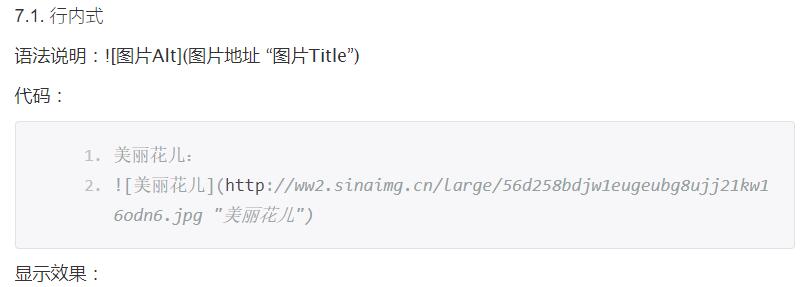 7.1. 行内式
语法说明：![图片Alt](图片地址 “图片Title”)
代码：
1. 美丽花儿：
2. ![美丽花儿](http://ww2.sinaimg.cn/large/56d258bdjw1eugeubg8ujj21kw1
6odn6.jpg "美丽花儿")
显示效果：